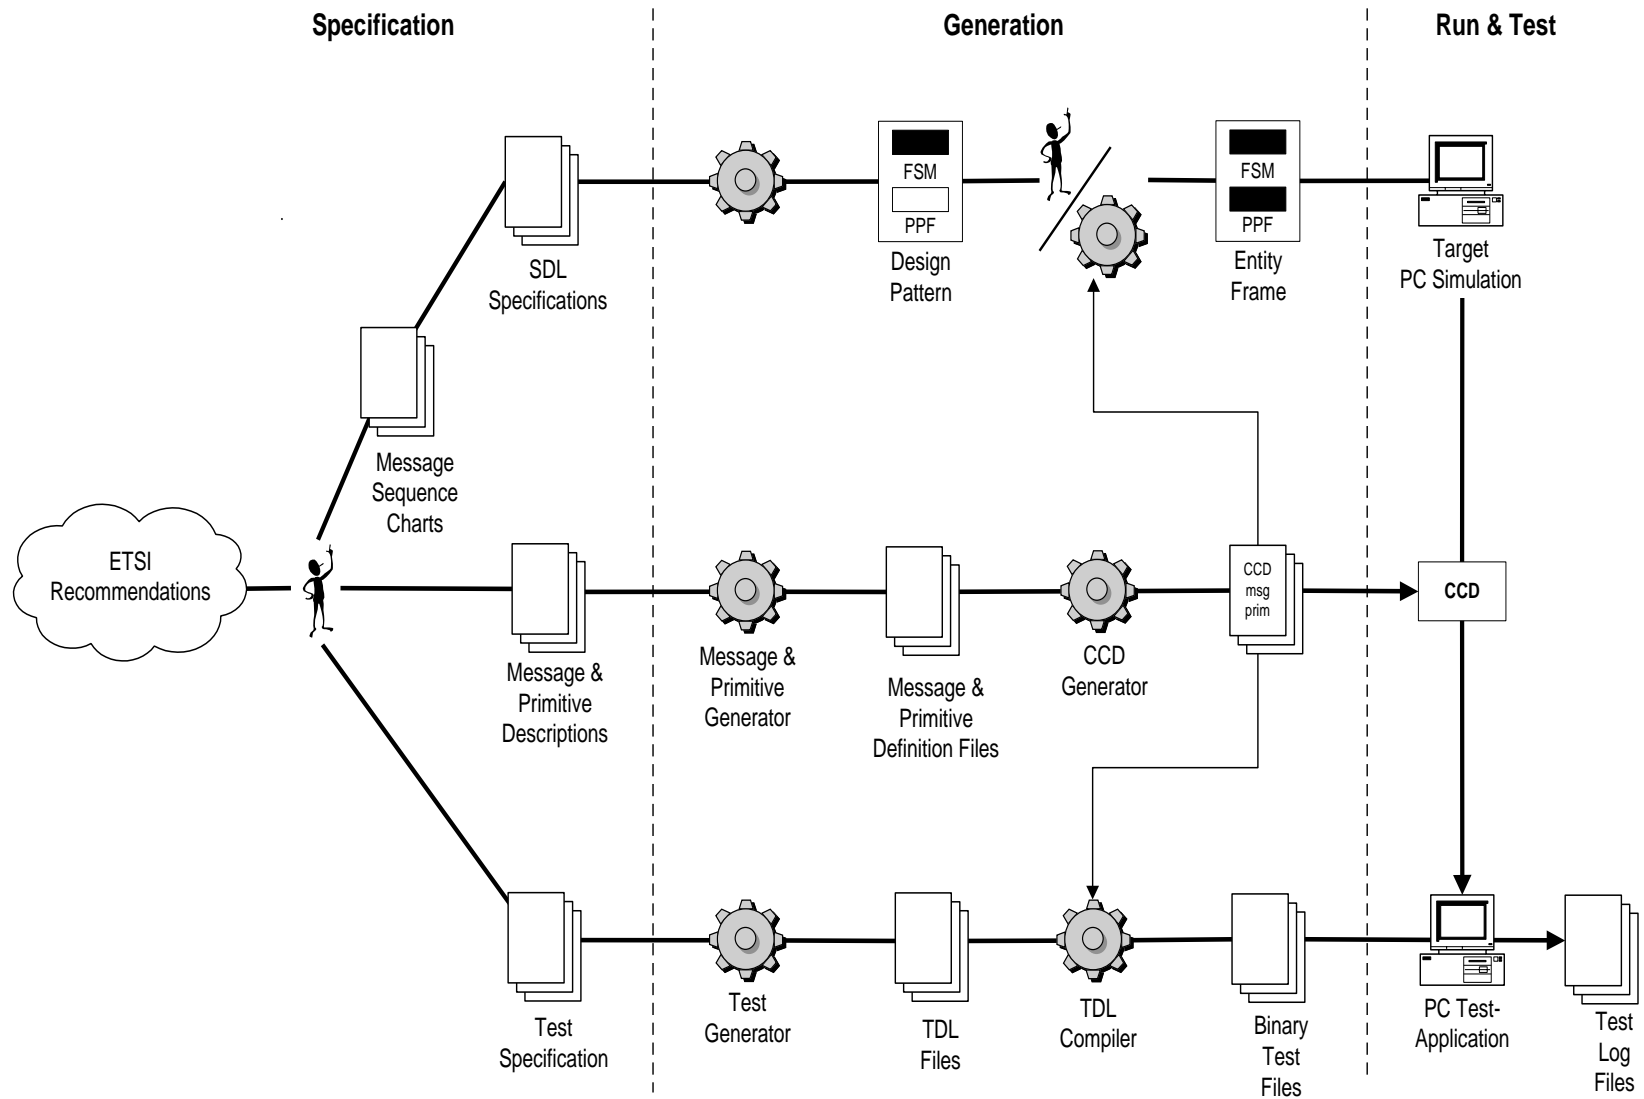 Specification
Generation
Run & Test
FSM
PPF
Design
Pattern
FSM
PPF
Entity
Frame
Target
PC Simulation
SDL
Specifications
Message
Sequence
Charts
ETSI
Recommendations
Message &
Primitive
Descriptions
Message &
Primitive
Generator
Message &
Primitive
Definition Files
CCD
Generator
CCD
msg
prim
CCD
Test
Specification
Test
Generator
TDL
Files
TDL
Compiler
Binary
Test
Files
PC Test-
Application
Test
Log
Files